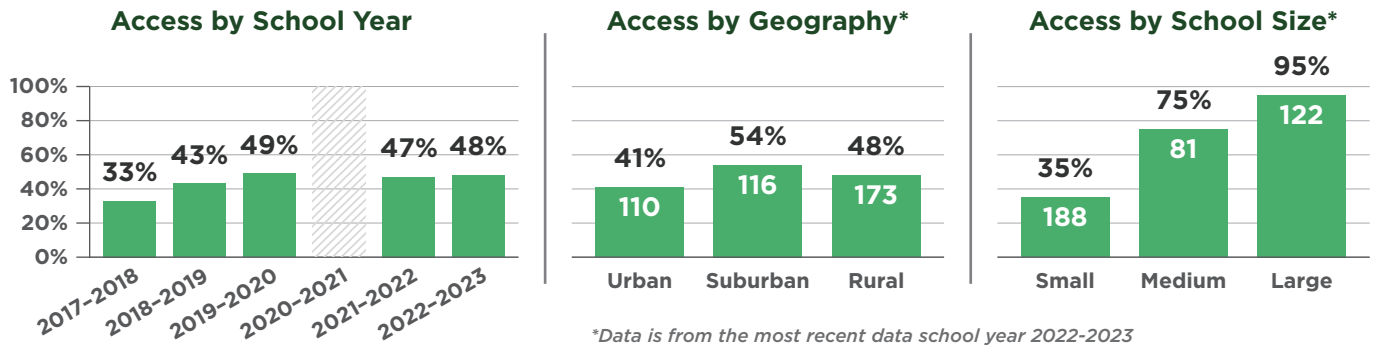 Access by School Year
100%
80%
60%
40%
20%
0%
33%
43%
49%
47%
48%
2017–2018
2018–2019
2019–2020
2020–2021
2021–2022
2022–2023
Access by Geography*
41%
54%
48%
110
116
173
Urban
Suburban
Rural
Access by School Size*
35%
75%
95%
188
81
122
Small
Medium
Large
*Data is from the most recent data school year 2022-2023